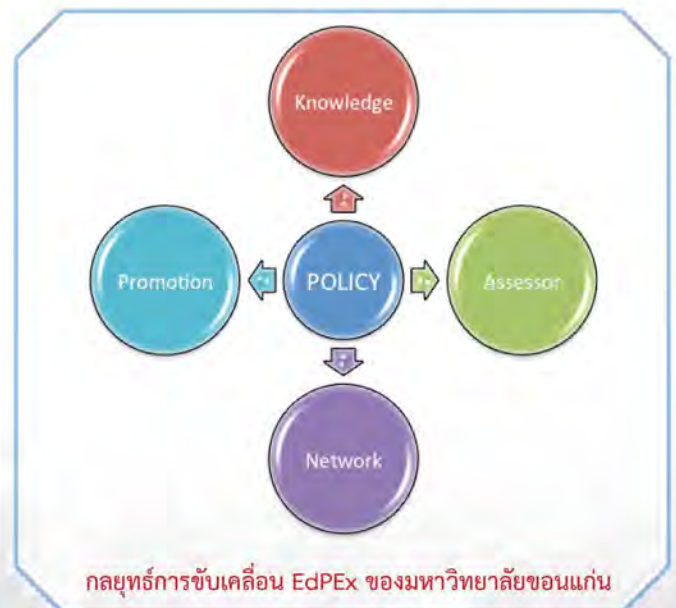 Knowledge
Promotion
POLICY
Assessor
Network
กลยุทธ์การขับเคลื่อน EdPEx ของมหาวิทยาลัยขอนแก่น